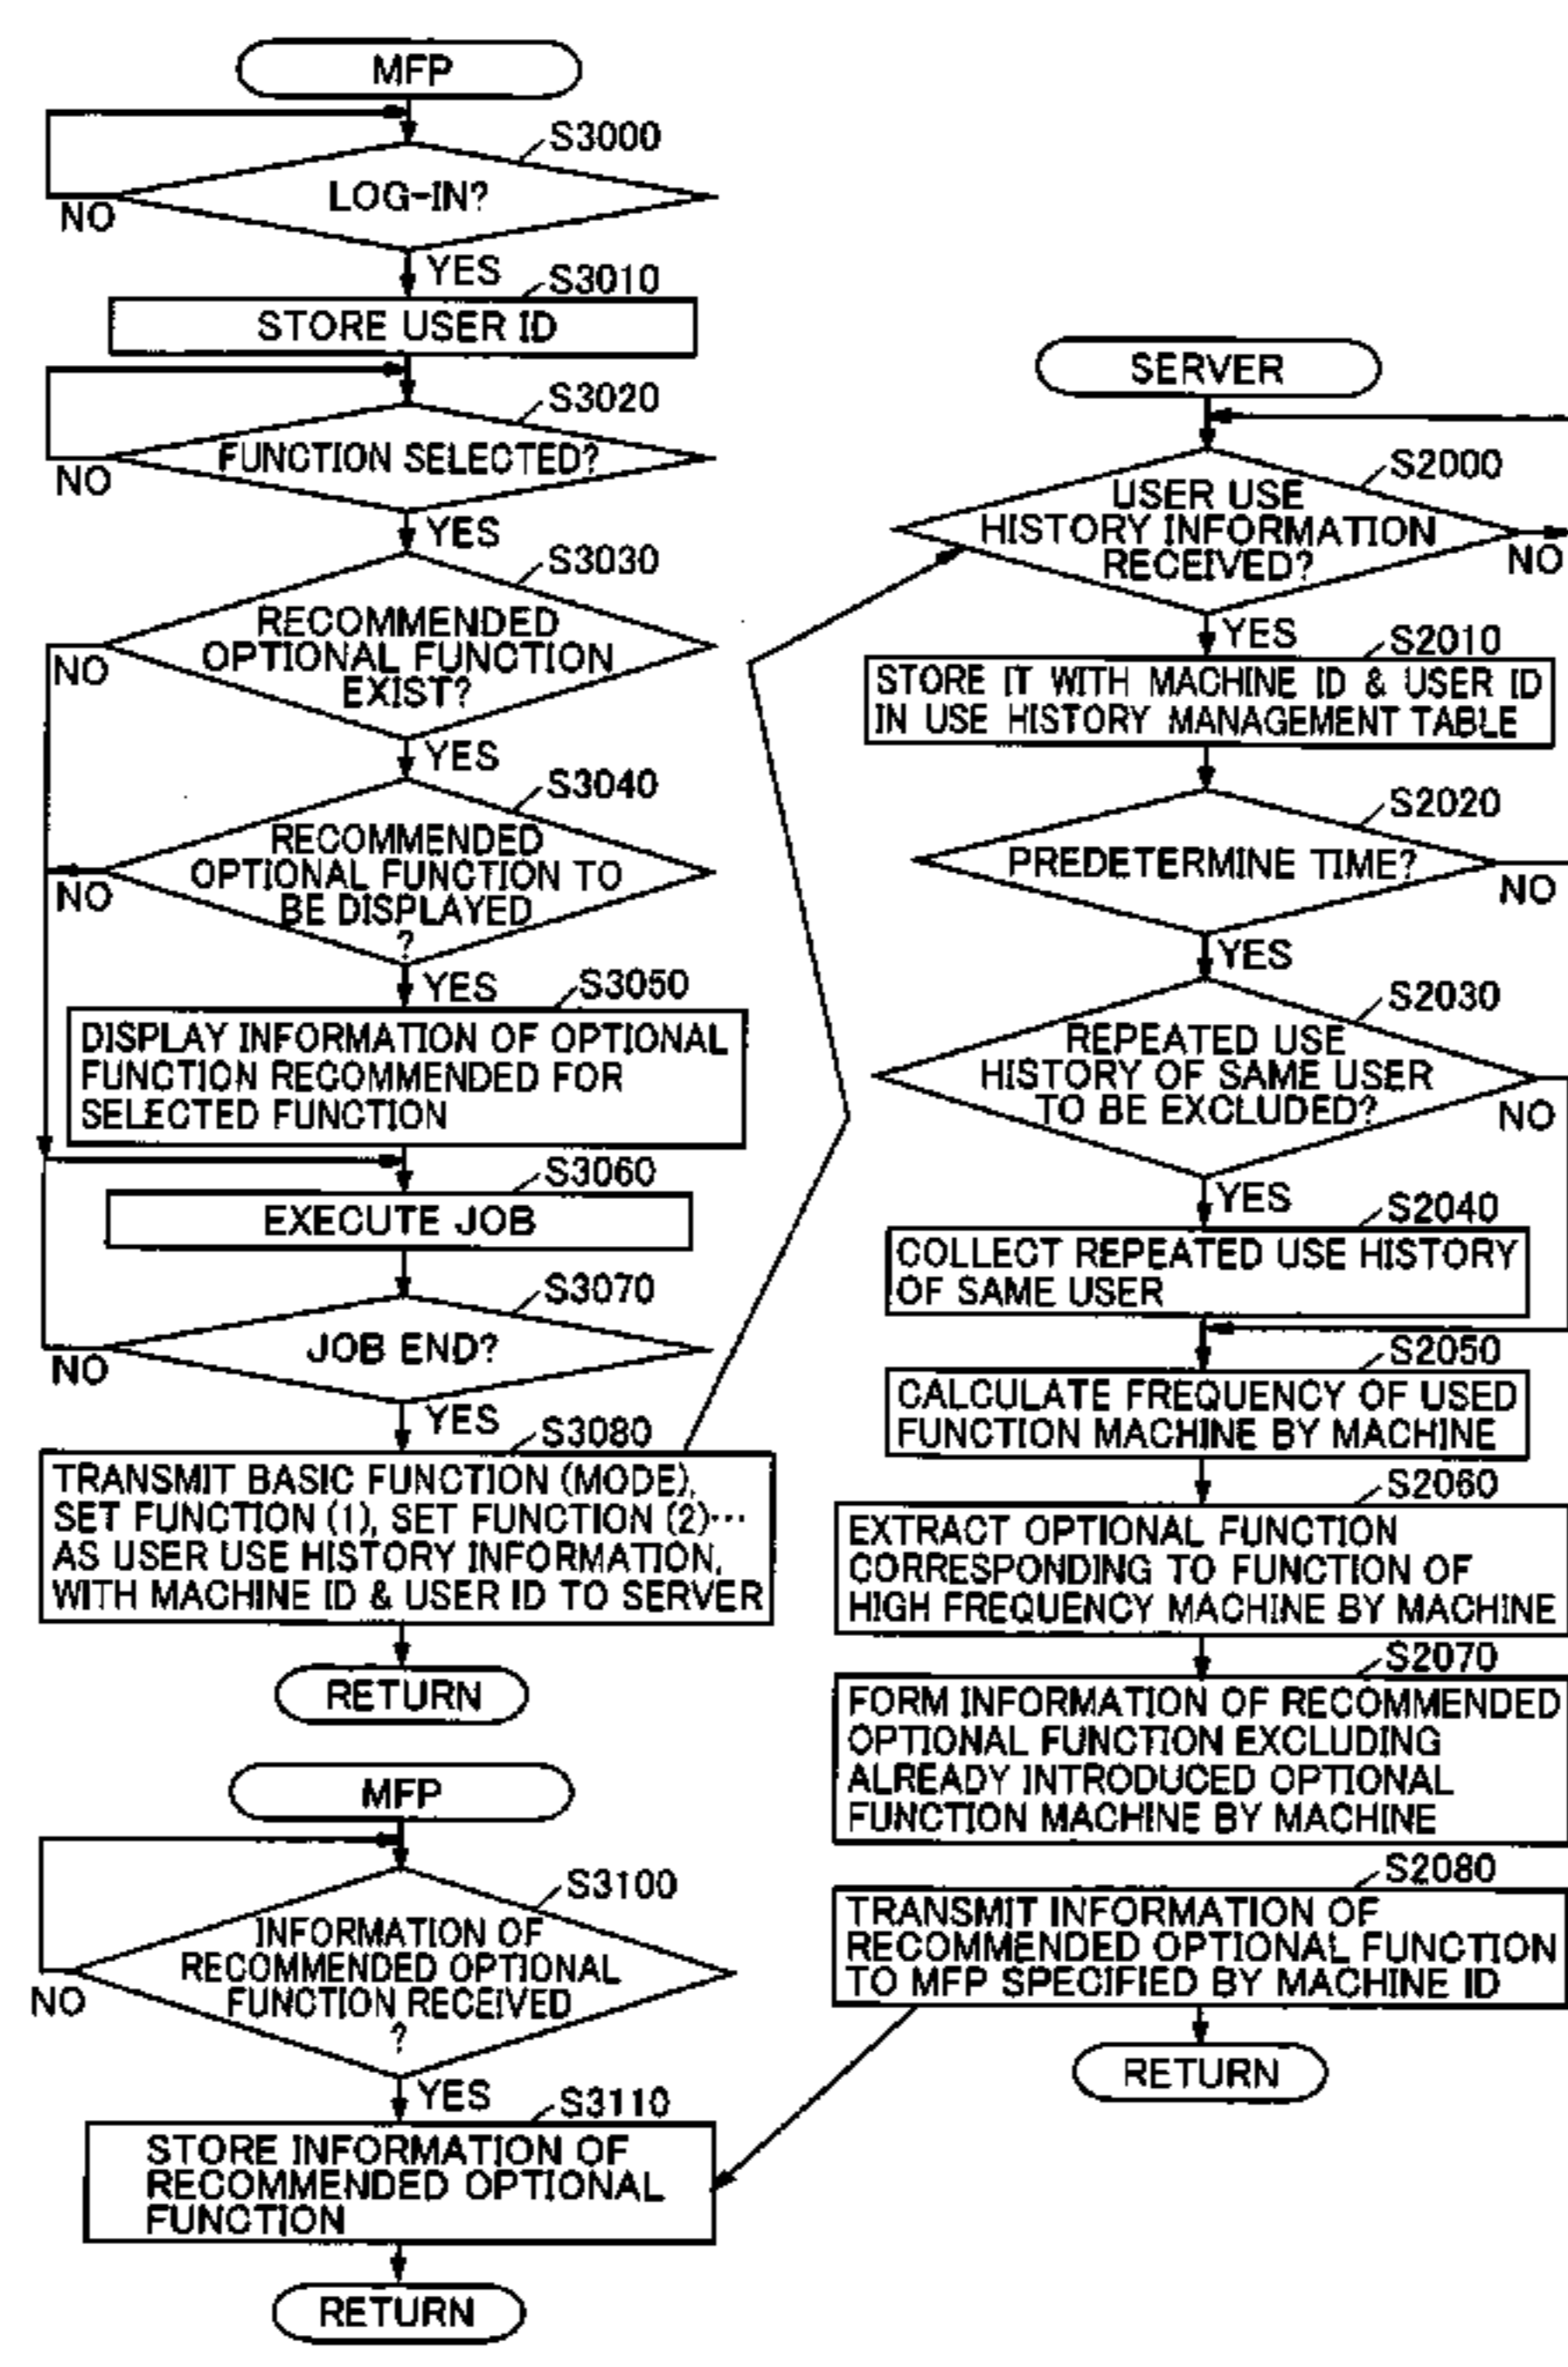 MFP
S3000
LOG-IN?
NO
YES
S3010
STORE USER ID
S3020
FUNCTION SELECTED?
NO
YES
S3030
RECOMMENDED
OPTIONAL FUNCTION
EXIST?
NO
YES
S3040
RECOMMENDED
OPTIONAL FUNCTION TO
BE DISPLAYED
?
NO
YES
S3050
DISPLAY INFORMATION OF OPTIONAL
FUNCTION RECOMMENDED FOR
SELECTED FUNCTION
S3060
EXECUTE JOB
S3070
JOB END?
NO
YES
S3080
TRANSMIT BASIC FUNCTION (MODE),
SET FUNCTION (1), SET FUNCTION (2)···
AS USER USE HISTORY INFORMATION,
WITH MACHINE ID & USER ID TO SERVER
RETURN
MFP
S3100
INFORMATION OF
RECOMMENDED OPTIONAL
FUNCTION RECEIVED
?
NO
YES
S3110
STORE INFORMATION OF
RECOMMENDED OPTIONAL
FUNCTION
RETURN
SERVER
S2000
USER USE
HISTORY INFORMATION
RECEIVED?
NO
YES
S2010
STORE IT WITH MACHINE ID & USER ID
IN USE HISTORY MANAGEMENT TABLE
S2020
PREDETERMINE TIME?
NO
YES
S2030
REPEATED USE
HISTORY OF SAME USER
TO BE EXCLUDED?
NO
YES
S2040
COLLECT REPEATED USE HISTORY
OF SAME USER
S2050
CALCULATE FREQUENCY OF USED
FUNCTION MACHINE BY MACHINE
S2060
EXTRACT OPTIONAL FUNCTION
CORRESPONDING TO FUNCTION OF
HIGH FREQUENCY MACHINE BY MACHINE
S2070
FORM INFORMATION OF RECOMMENDED
OPTIONAL FUNCTION EXCLUDING
ALREADY INTRODUCED OPTIONAL
FUNCTION MACHINE BY MACHINE
S2080
TRANSMIT INFORMATION OF
RECOMMENDED OPTIONAL FUNCTION
TO MFP SPECIFIED BY MACHINE ID
RETURN